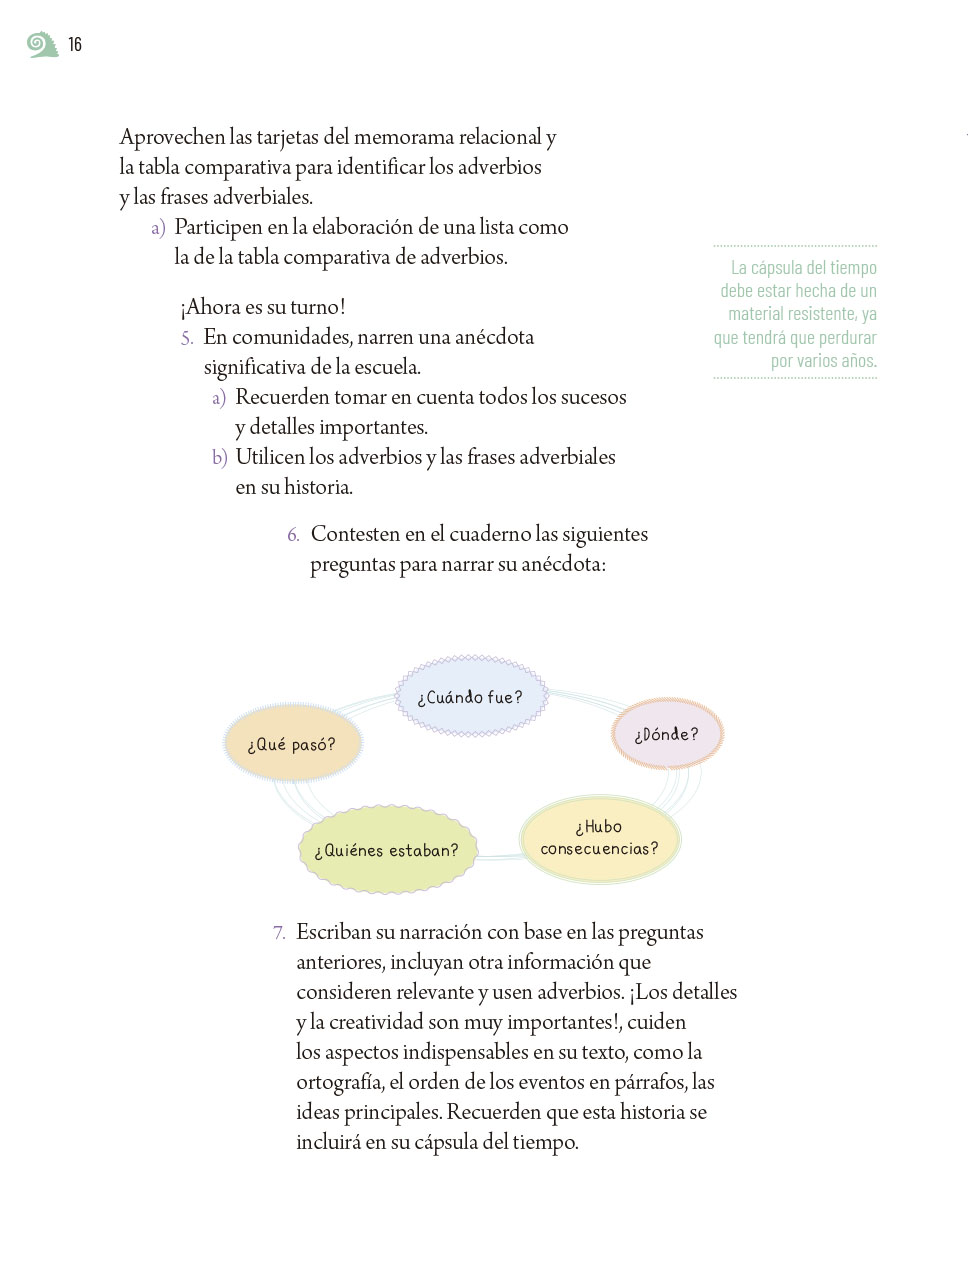 16
Aprovechen las tarjetas del memorama relacional y
la tabla comparativa para identificar los adverbios
y las frases adverbiales.
a) Participen en la elaboración de una lista como
la de la tabla comparativa de adverbios.
La cápsula del tiempo
debe estar hecha de un
material resistente, ya
que tendrá que perdurar
por varios años.
¡Ahora es su turno!
5. En comunidades, narren una anécdota
significativa de la escuela.
a) Recuerden tomar en cuenta todos los sucesos
y detalles importantes.
b) Utilicen los adverbios y las frases adverbiales
en su historia.
6. Contesten en el cuaderno las siguientes
preguntas para narrar su anécdota:
¿Cuándo fue?
¿Qué pasó?
¿Dónde?
¿Quiénes estaban?
¿Hubo
consecuencias?
7. Escriban su narración con base en las preguntas
anteriores, incluyan otra información que
consideren relevante y usen adverbios. ¡Los detalles
y la creatividad son muy importantes!, cuiden
los aspectos indispensables en su texto, como la
ortografía, el orden de los eventos en párrafos, las
ideas principales. Recuerden que esta historia se
incluirá en su cápsula del tiempo.